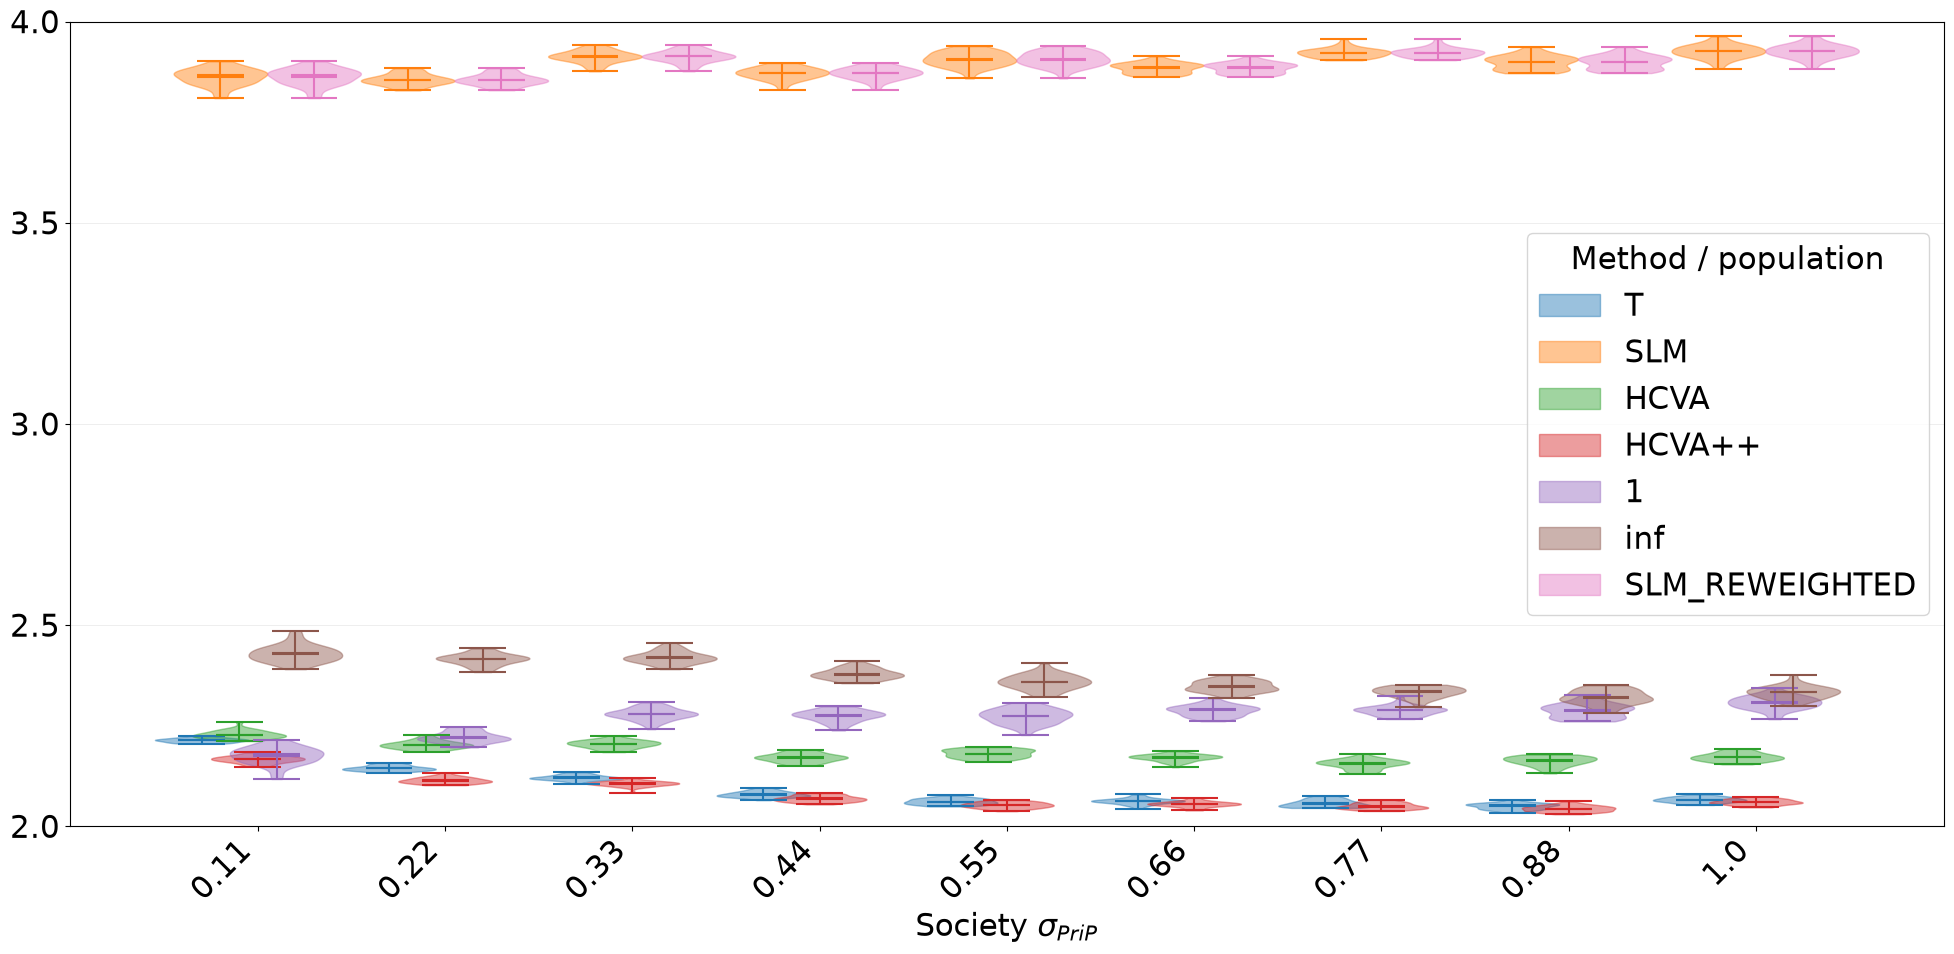 4.0
3.5
3.0
2.5
2.0
Method / population
T
SLM
HCVA
HCVA++
1
inf
SLM_REWEIGHTED
0.11
0.22
0.33
0.44
0.55
0.66
0.77
0.88
1.0
Society σPriP